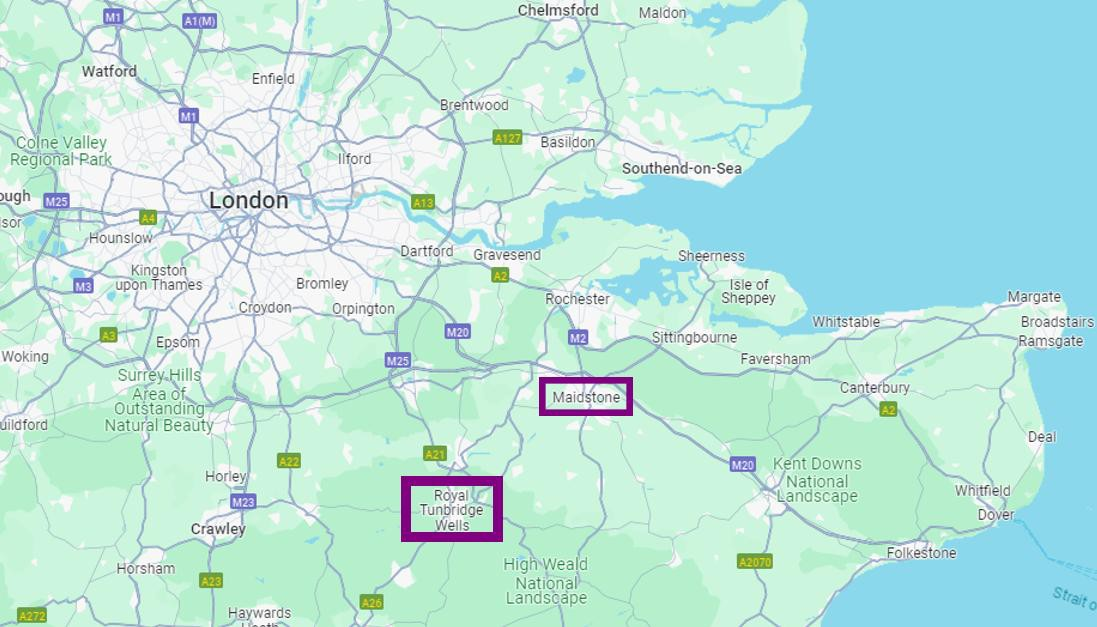 Chelmsford
Maldon
M1
A1(M)
Watford
Enfield
Brentwood
M1
A127
Basildon
Colne Valley
Regional Park
Ilford
Southend-on-Sea
ough
M25
London
A13
A4
lsor
Hounslow
Dartford
Gravesend
Sheerness
A2
Kingston
upon Thames
M3
Bromley
Isle of
Sheppey
Croydon
Orpington
Rochester
Margate
A3
Epsom
M20
M2
Sittingbourne
Whitstable
Broadstairs
Ramsgate
Woking
M25
Faversham
Surrey Hills
Area of
Outstanding
Natural Beauty
Maidstone
Canterbury
A2
uildford
Deal
A21
A22
Horley
M20
Kent Downs
National
Landscape
M23
Royal
Tunbridge
Wells
Whitfield
Dover
Crawley
Folkestone
Horsham
High Weald
National
Landscape
A2070
A23
A26
A272
Haywards
Heath
Strait o